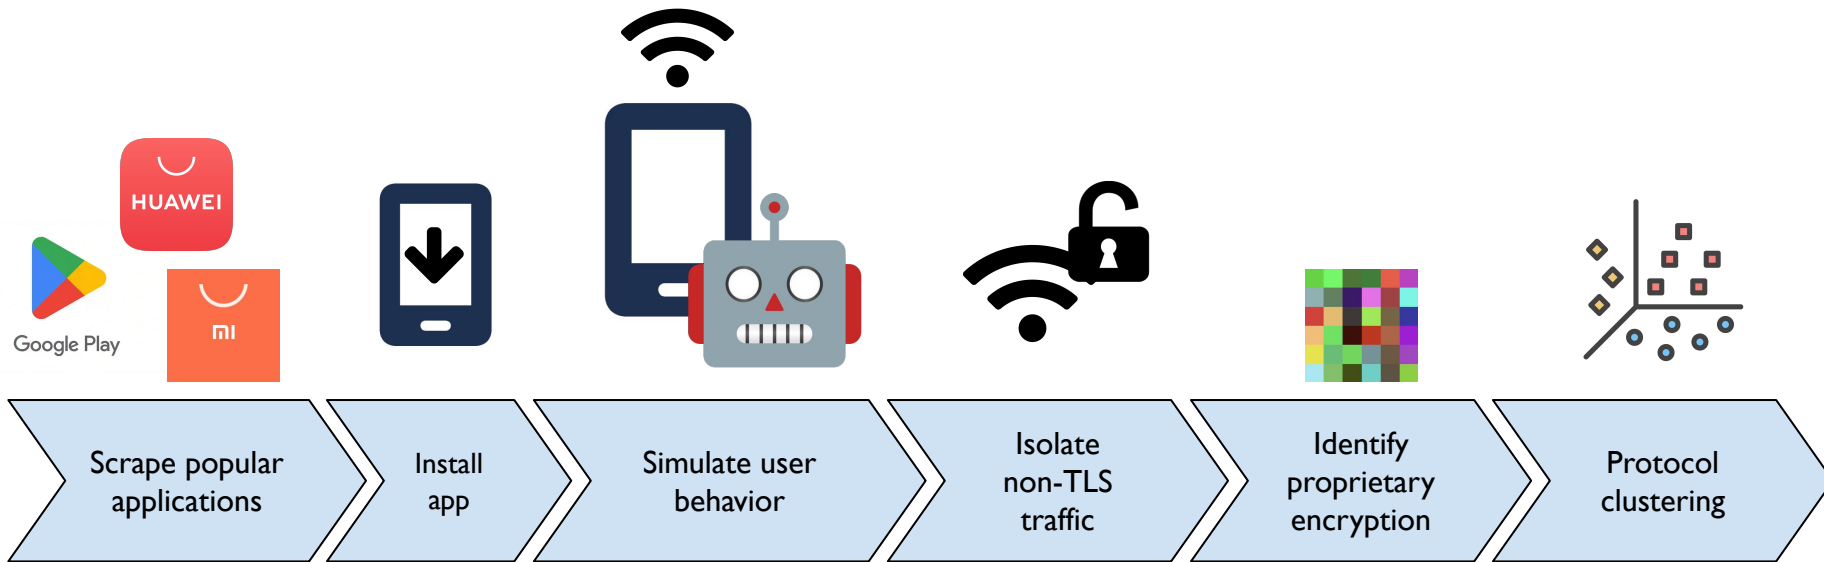 HUAWEI
Google Play
mi
Scrape popular
applications
Install
app
Simulate user
behavior
Isolate
non-TLS
traffic
Identify
proprietary
encryption
Protocol
clustering